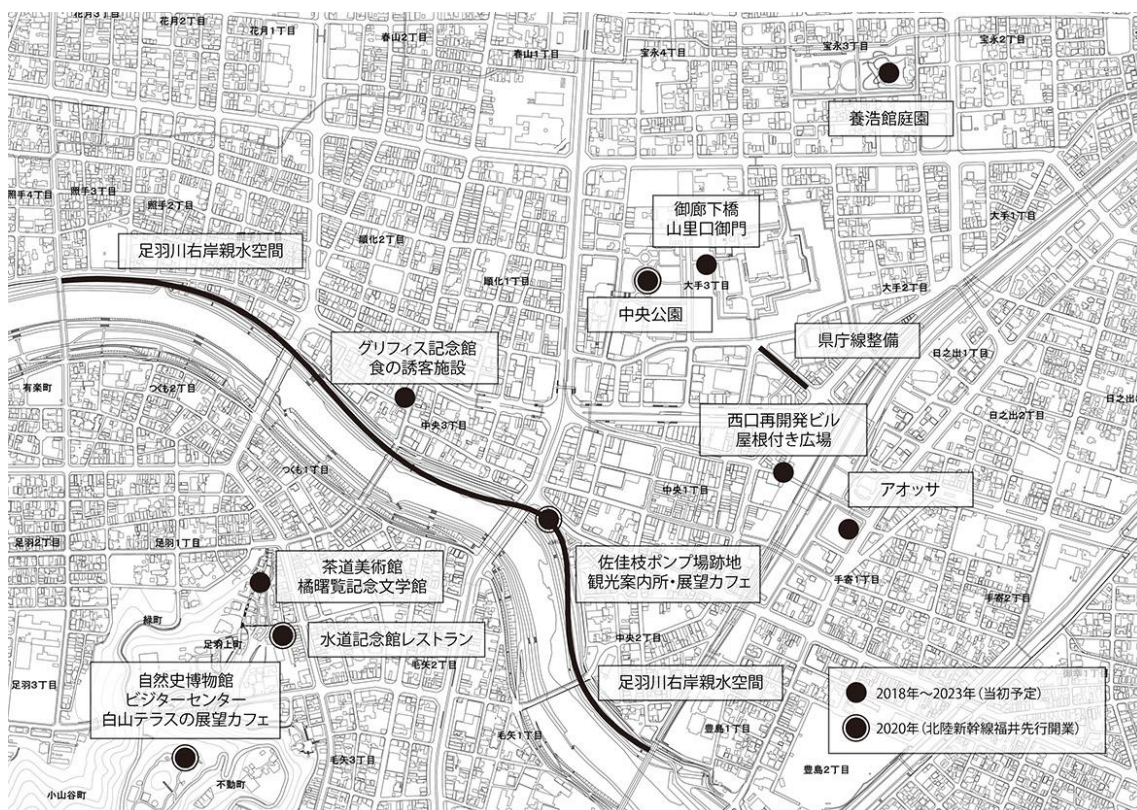 花月3丁目
花月2丁目
花月1丁目
春山2丁目
春山1丁目
宝永4丁目
宝永3丁目
宝永2丁目
養浩館庭園
照手4丁目
照手3丁目
照手2丁目
順化2丁目
順化1丁目
足羽川右岸親水空間
御廊下橋
山里口御門
大手3丁目
中央公園
大手1丁目
大手2丁目
県庁線整備
日之出1丁目
日之出2丁目
グリフィス記念館
食の誘客施設
中央3丁目
有楽町
つくも2丁目
つくも1丁目
西口再開発ビル
屋根付き広場
中央1丁目
アオッサ
足羽2丁目
足羽1丁目
茶道美術館
橘曙覧記念文学館
佐佳枝ポンプ場跡地
観光案内所・展望カフェ
手寄1丁目
手寄2丁目
緑町
足羽上町
水道記念館レストラン
中央2丁目
毛矢2丁目
足羽3丁目
自然史博物館
ビジターセンター
白山テラスの展望カフェ
足羽川右岸親水空間
豊島1丁目
毛矢1丁目
毛矢3丁目
不動町
小山谷町
豊島2丁目
2018年～2023年(当初予定)
2020年(北陸新幹線福井先行開業)